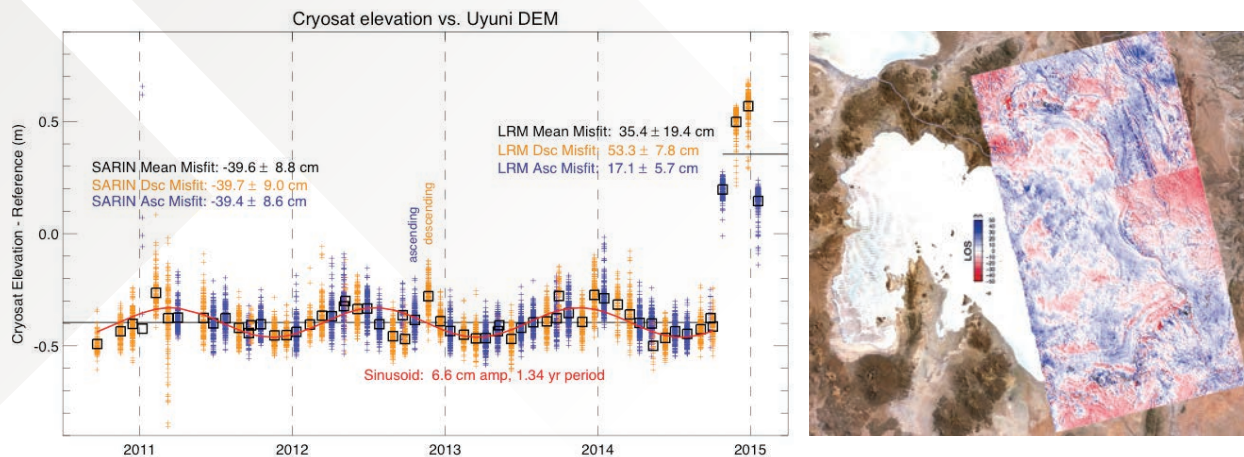 Cryosat elevation vs. Uyuni DEM
Cryosat Elevation - Reference (m)
0.5
0.0
-0.5
SARIN Mean Misfit: -39.6 ± 8.8 cm
SARIN Dsc Misfit: -39.7 ± 9.0 cm
SARIN Asc Misfit: -39.4 ± 8.6 cm
ascending
descending
LRM Mean Misfit: 35.4 ± 19.4 cm
LRM Dsc Misfit: 53.3 ± 7.8 cm
LRM Asc Misfit: 17.1 ± 5.7 cm
Sinusoid: 6.6 cm amp, 1.34 yr period
2011
2012
2013
2014
2015
LOS